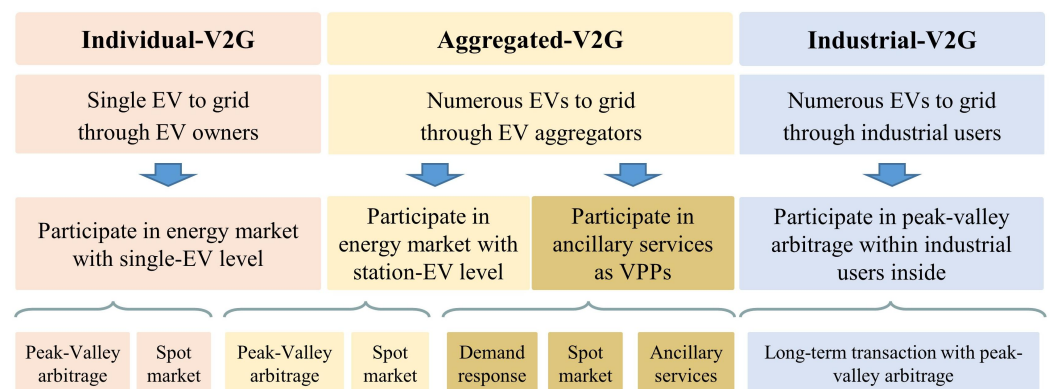 Individual-V2G
Aggregated-V2G
Industrial-V2G
Single EV to grid
through EV owners
Numerous EVs to grid
through EV aggregators
Numerous EVs to grid
through industrial users
Participate in energy market
with single-EV level
Participate in
energy market with
station-EV level
Participate in
ancillary services
as VPPs
Participate in peak-valley
arbitrage within industrial
users inside
Peak-Valley
arbitrage
Spot
market
Peak-Valley
arbitrage
Spot
market
Demand
response
Spot
market
Ancillary
services
Long-term transaction with peak-
valley arbitrage